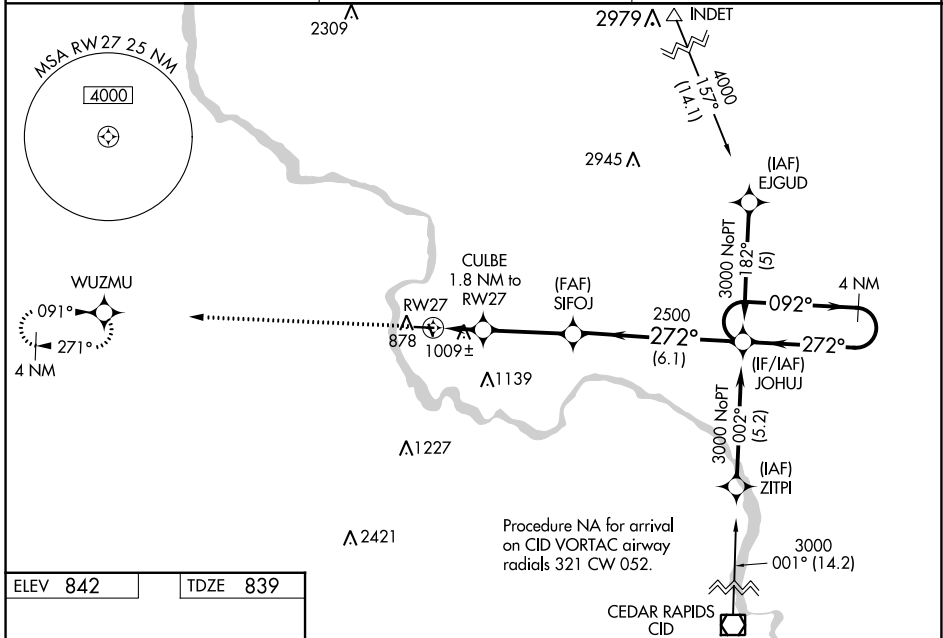 2309
2979
INDET
MSA RW27 25 NM
4000
4000
157°
(14.1)
2945
(IAF)
EJGUD
3000 NoPT
182°
(5)
4 NM
092°
WUZMU
091°
271°
4 NM
CULBE
1.8 NM to
RW27
RW27
878
1009±
(FAF)
SIFOJ
2500
272°
(6.1)
272°
(IF/IAF)
JOHUJ
1139
3000 NoPT
002°
(5.2)
1227
(IAF)
ZITPI
2421
Procedure NA for arrival
on CID VORTAC airway
radials 321 CW 052.
3000
001° (14.2)
ELEV 842
TDZE 839
CEDAR RAPIDS
CID